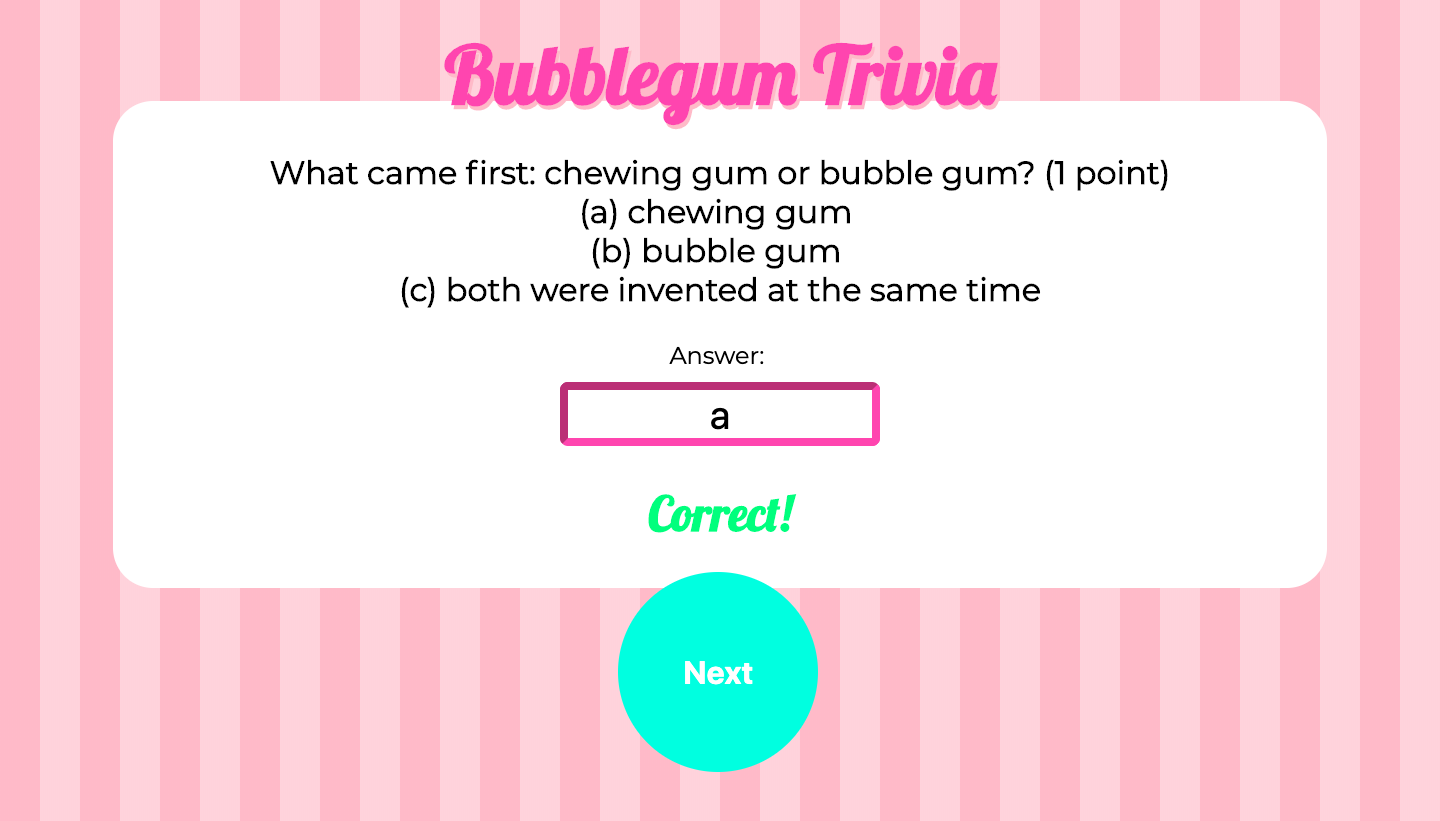 Bubblegum Trivia
What came first: chewing gum or bubble gum? (1 point)
(a) chewing gum
(b) bubble gum
(c) both were invented at the same time
Answer:
a
Correct!
Next